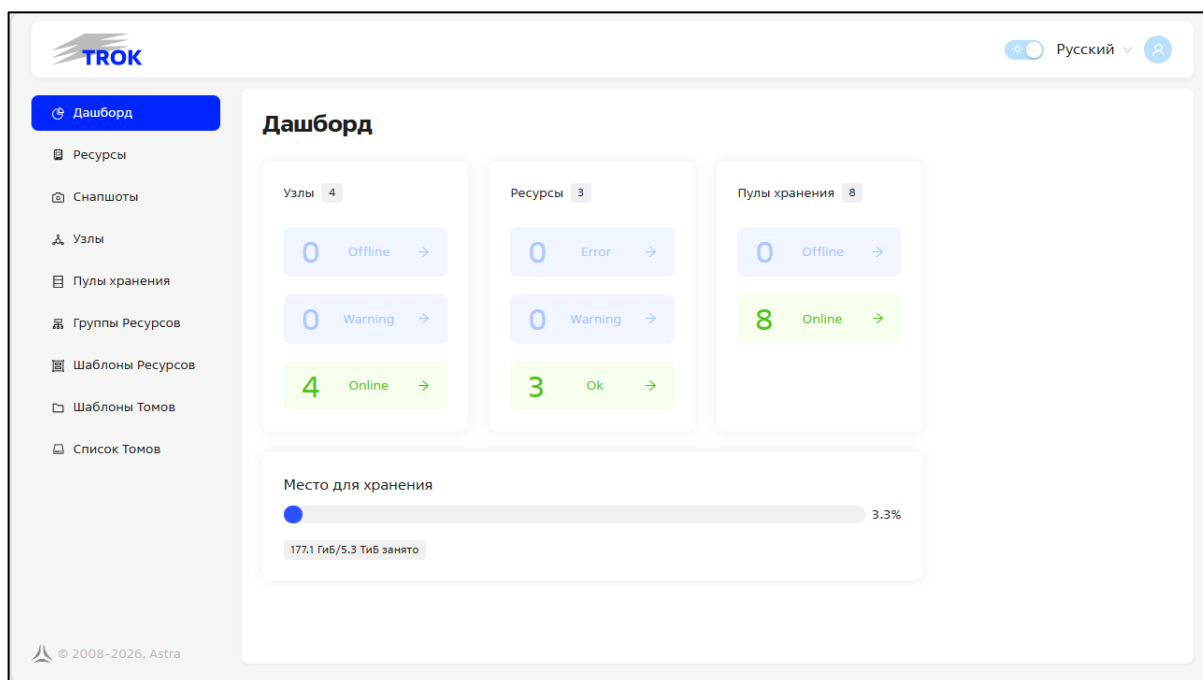 TROK
Русский
Дашборд
Ресурсы
Снапшоты
Узлы
Пулы хранения
Группы Ресурсов
Шаблоны Ресурсов
Шаблоны Томов
Список Томов
© 2008-2026, Astra
Дашборд
Узлы 4
0 Offline →
0 Warning →
4 Online →
Ресурсы 3
0 Error →
0 Warning →
3 Ok →
Пулы хранения 8
0 Offline →
8 Online →
Место для хранения
3.3%
177.1 ГиБ/5.3 ТиБ занято